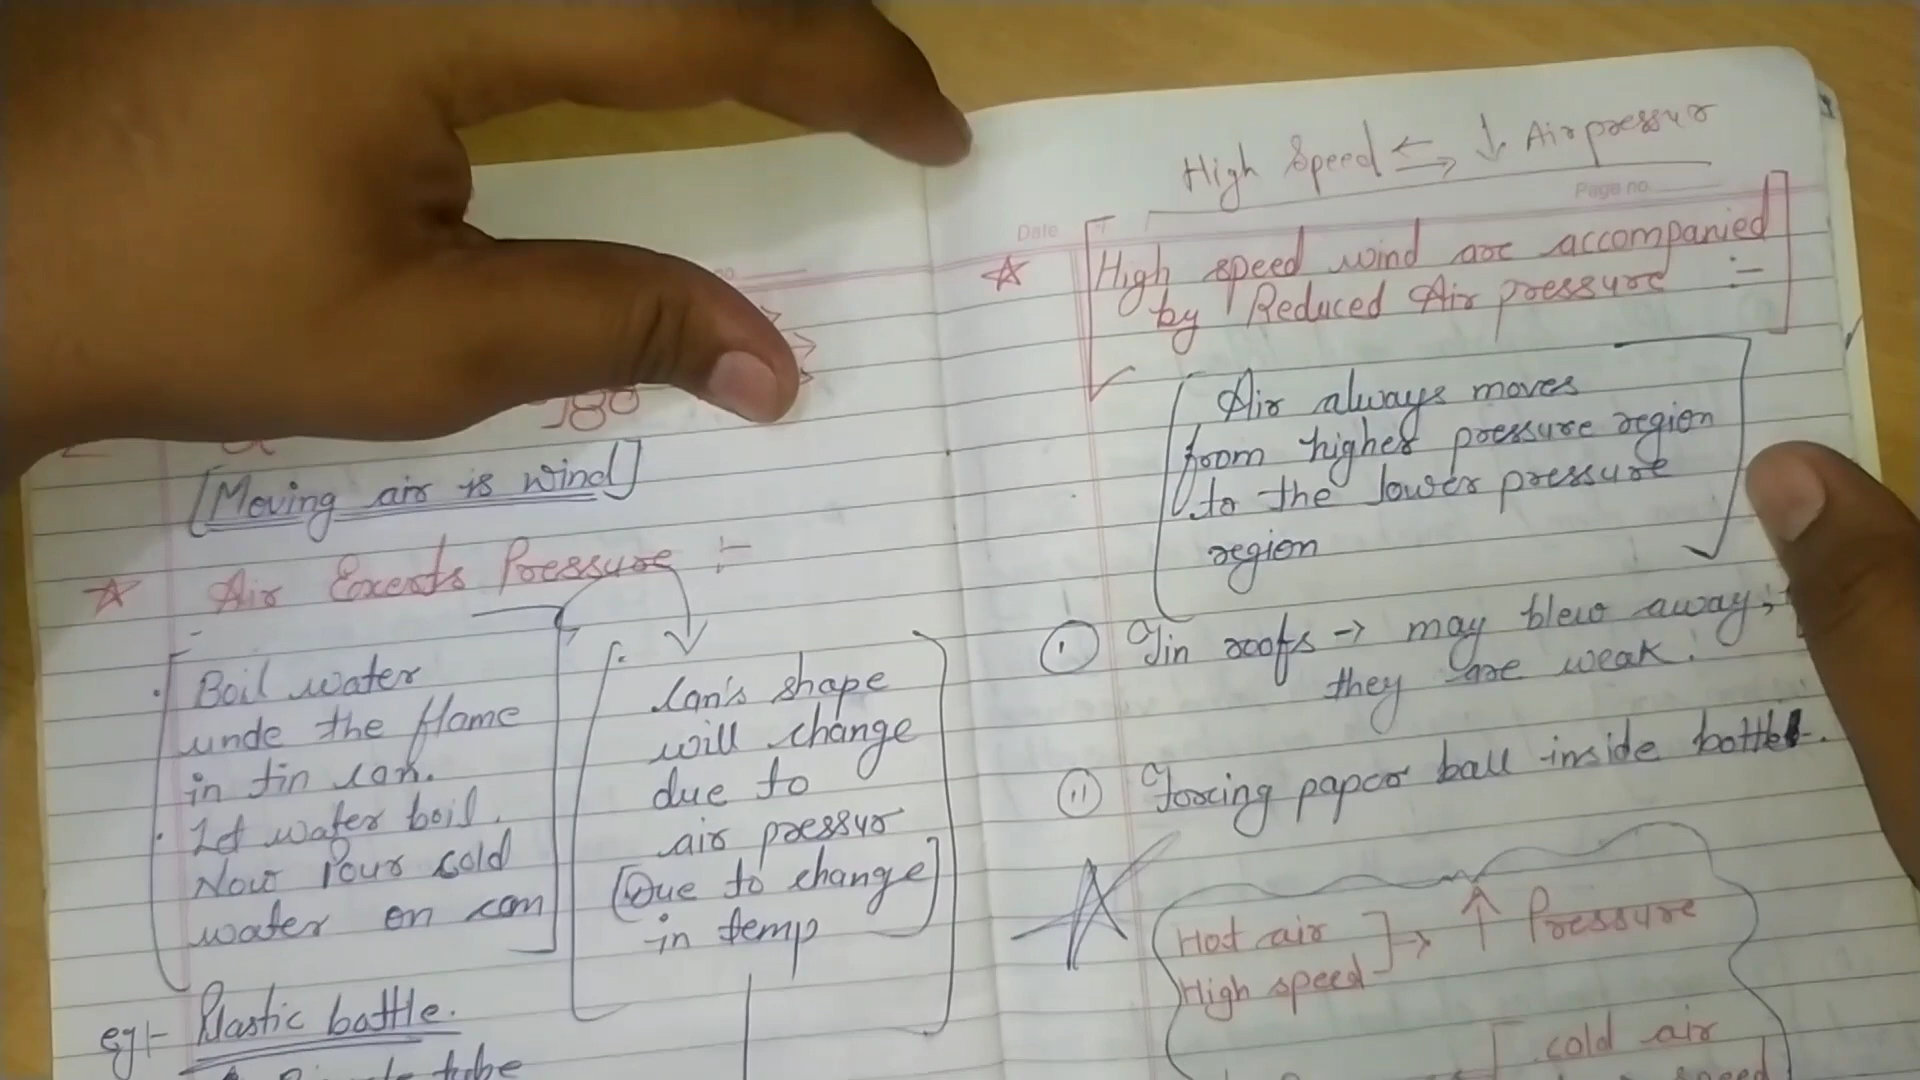 [Moving air is wind]
☆ Air Exerts Pressure :-
· Boil water
unde the flame
in tin can.
· Let water boil.
Now Pour cold
water on can
Can's shape
will change
due to
air pressur
(Due to change]
in temp
eg:- Plastic bottle.
tube
High Speed ⇆ ↓ Air pressur
Page no
Date
☆ High speed wind are accompanied
by Reduced Air pressure :-
Air always moves
from higher pressure region
to the lower pressure
region
(i) Tin roofs → may blew away;
they are weak.
(ii) Forcing paper ball inside bottle.
Hot air
High speed ] → ↑ Pressure
cold air
speed